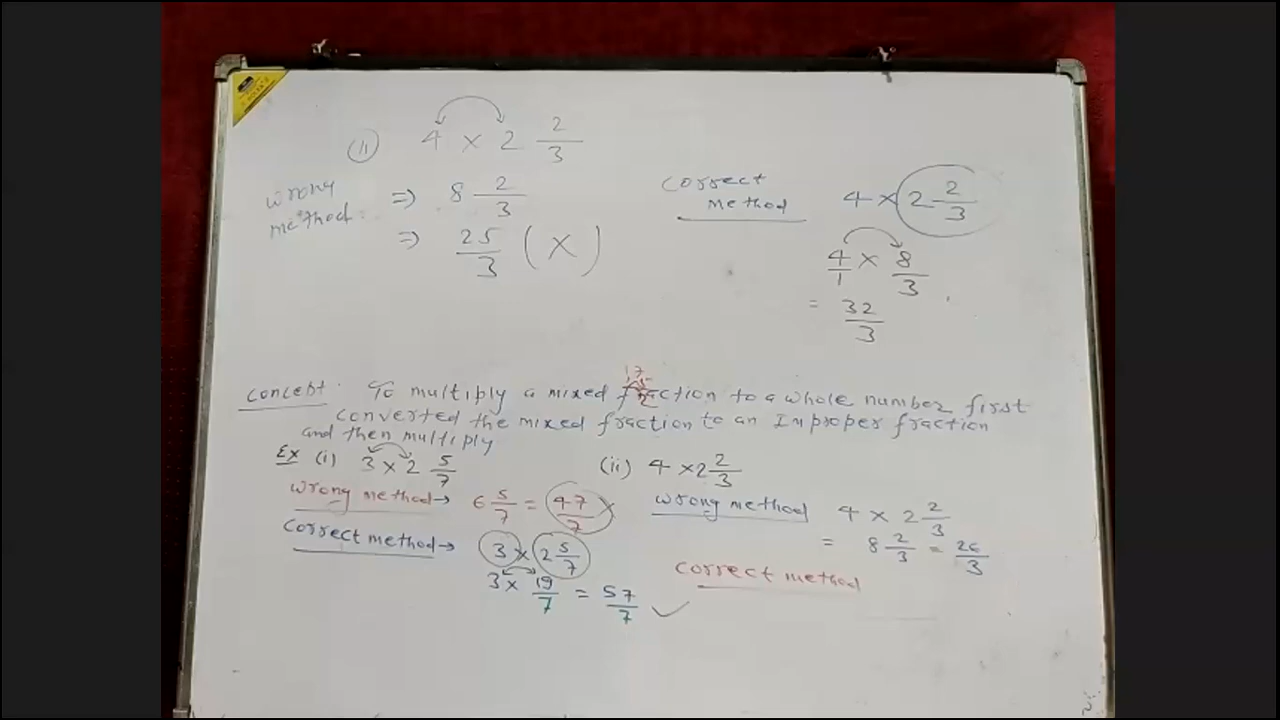 (ii) 4 × 2 2/3
wrong method ⇒ 8 2/3
⇒ 25/3 (×)
correct method 4 × 2 2/3
4/1 × 8/3
= 32/3
concept: To multiply a mixed fraction to a whole number first
converted the mixed fraction to an Improper fraction
and then multiply
Ex (i) 3 × 2 5/7
wrong method → 6 5/7 = 47/7 ×
correct method → 3 × 2 5/7
3 × 19/7 = 57/7 ✓
(ii) 4 × 2 2/3
wrong method 4 × 2 2/3
= 8 2/3 = 26/3
correct method